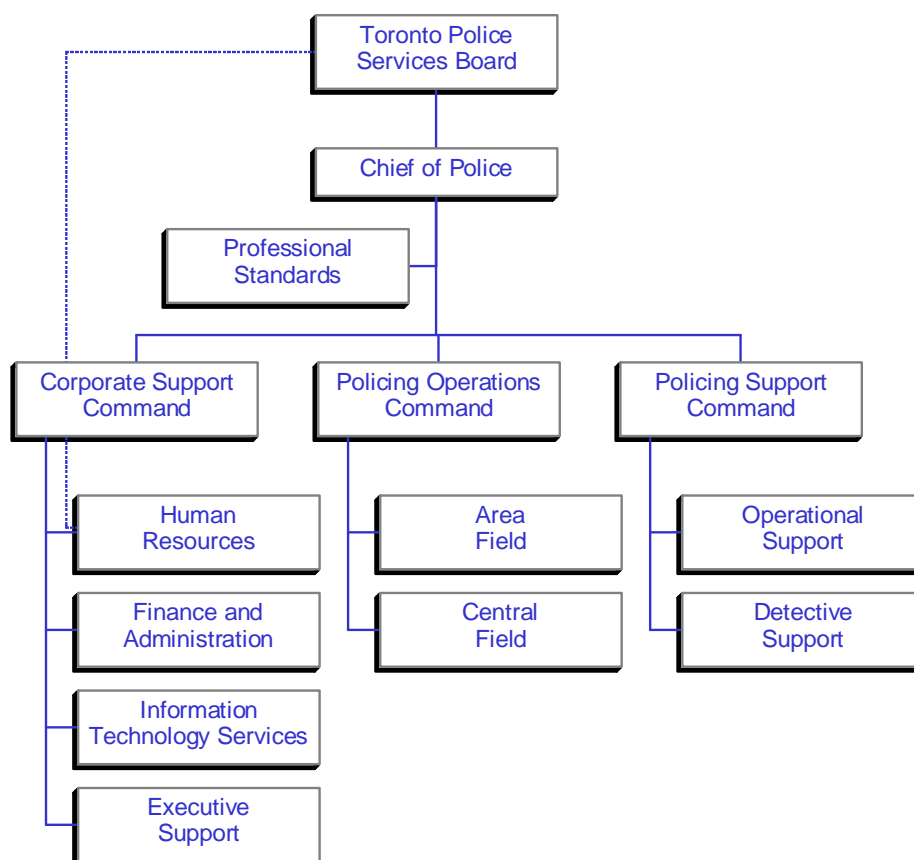 Toronto Police
Services Board
Chief of Police
Professional
Standards
Corporate Support
Command
Policing Operations
Command
Policing Support
Command
Human
Resources
Area
Field
Operational
Support
Finance and
Administration
Central
Field
Detective
Support
Information
Technology Services
Executive
Support